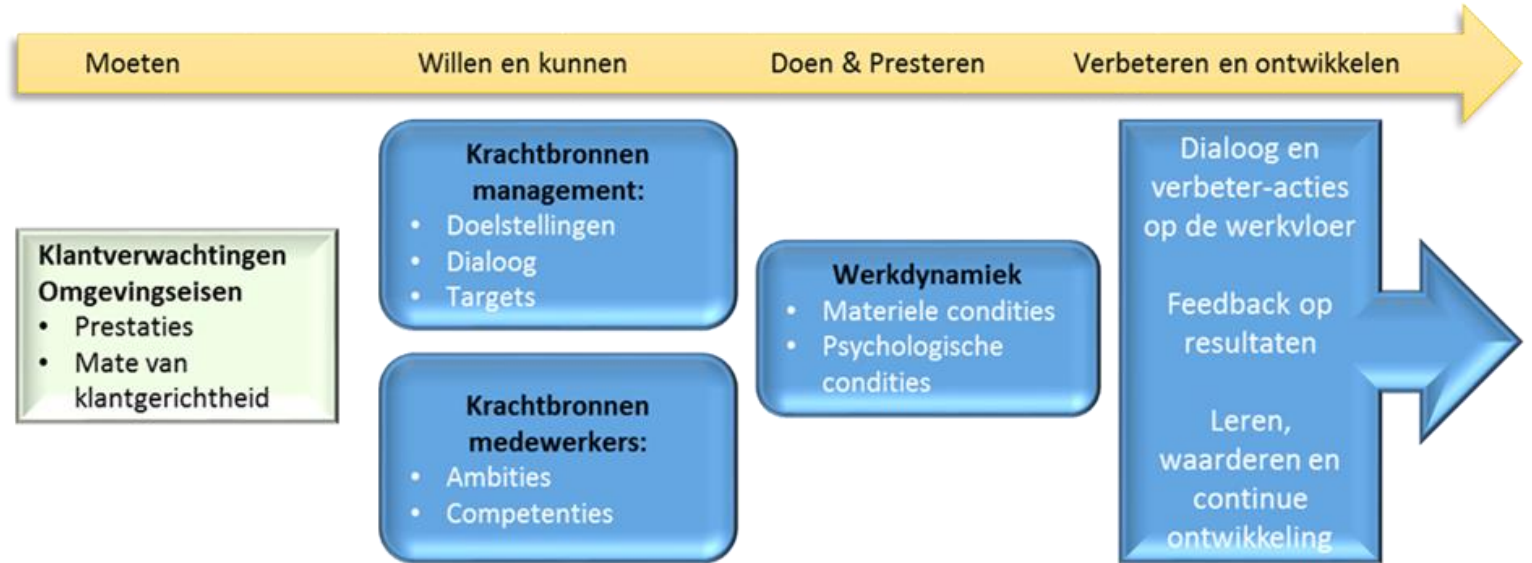 Moeten
Willen en kunnen
Doen & Presteren
Verbeteren en ontwikkelen
Klantverwachtingen
Omgevingseisen
• Prestaties
• Mate van
klantgerichtheid
Krachtbronnen
management:
• Doelstellingen
• Dialoog
• Targets
Krachtbronnen
medewerkers:
• Ambities
• Competenties
Werkdynamiek
• Materiele condities
• Psychologische
condities
Dialoog en
verbeter-acties
op de werkvloer
Feedback op
resultaten
Leren,
waarderen en
continue
ontwikkeling